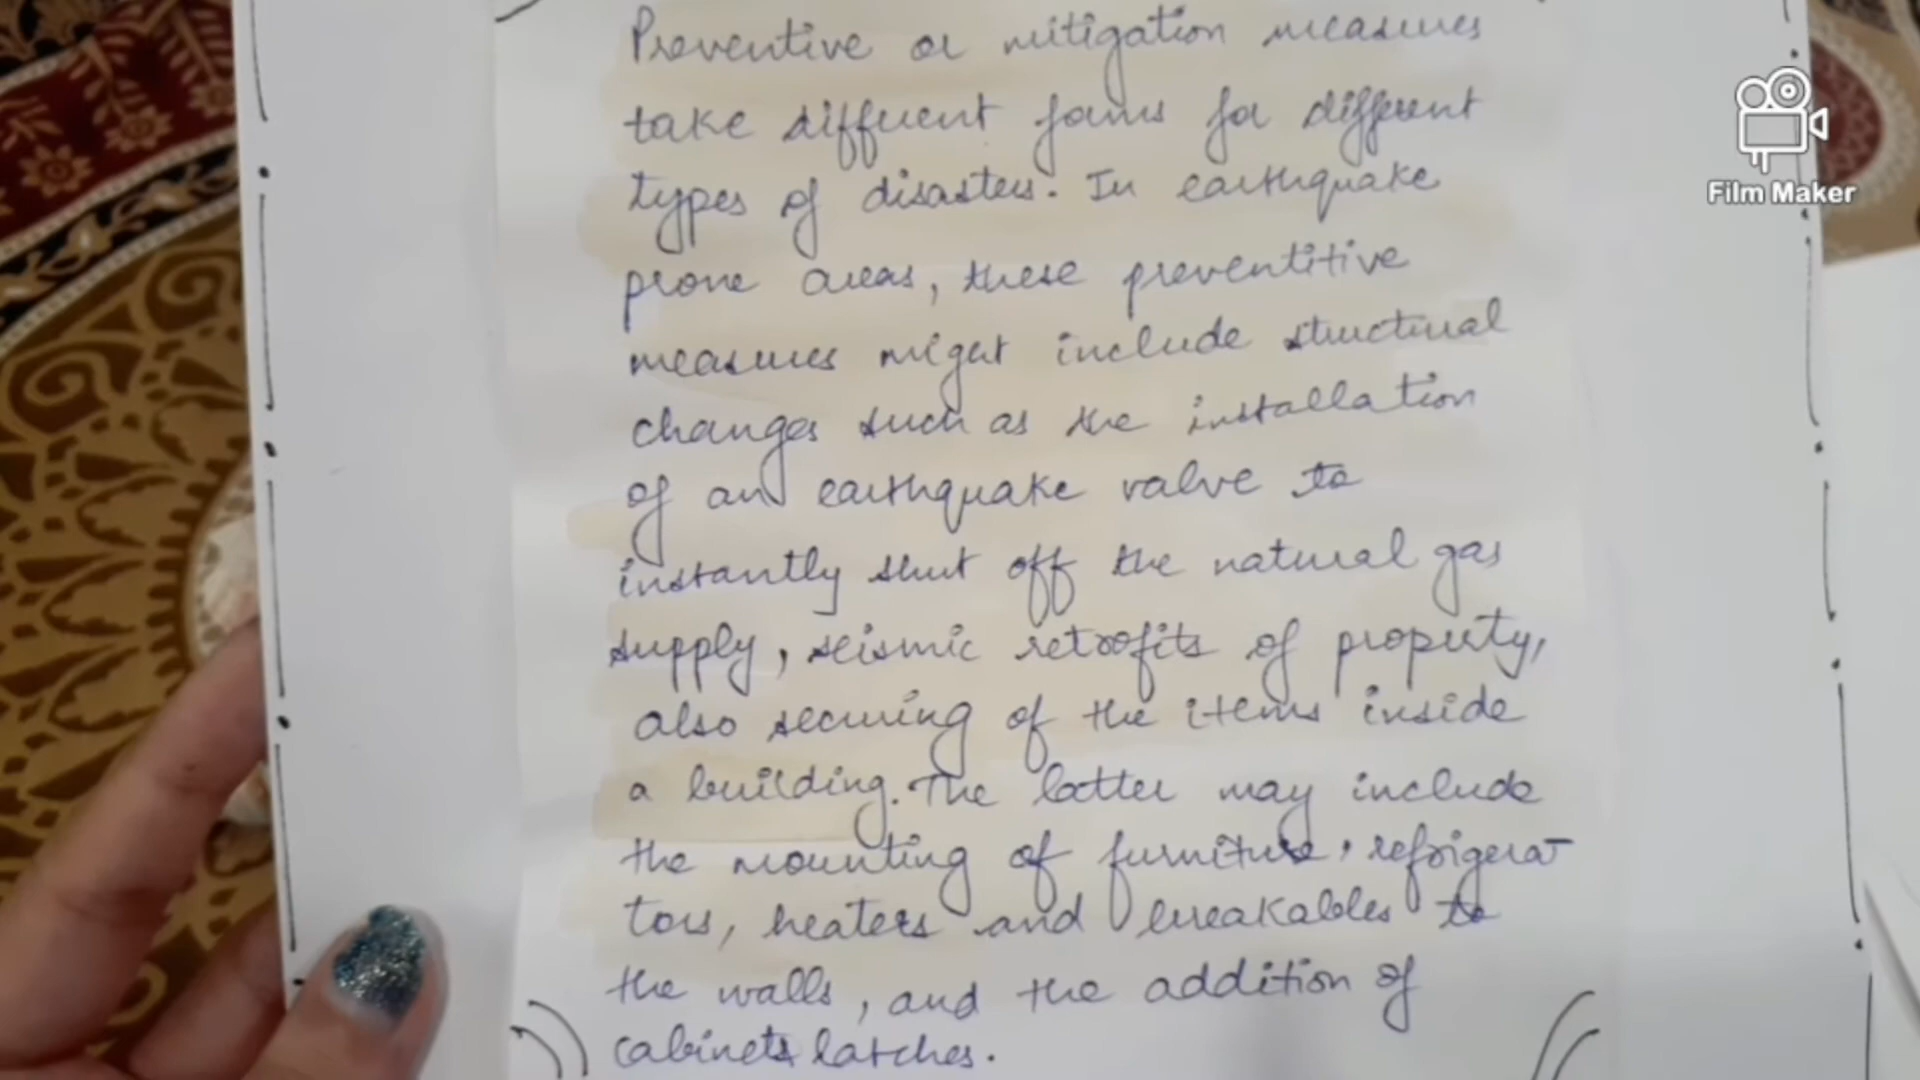 Preventive or mitigation measures
take different forms for different
types of disasters. In earthquake
prone areas, these preventitive
measures might include structural
changes such as the installation
of an earthquake valve to
instantly shut off the natural gas
supply, seismic retrofits of property,
also securing of the items inside
a building. The latter may include
the mounting of furniture, refrigerat
tors, heaters and breakables to
the walls, and the addition of
cabinets latches.
Film Maker